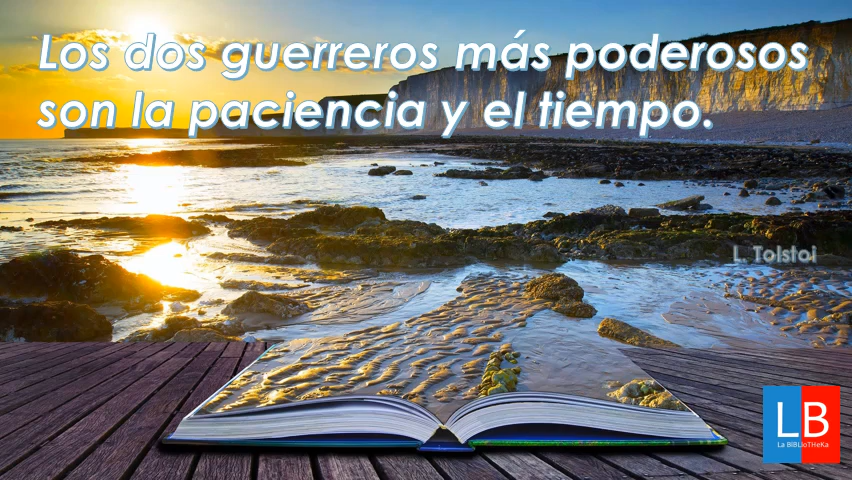 Los dos guerreros más poderosos
son la paciencia y el tiempo.
L. Tolstoi
LB
La BIBLioTHeKa